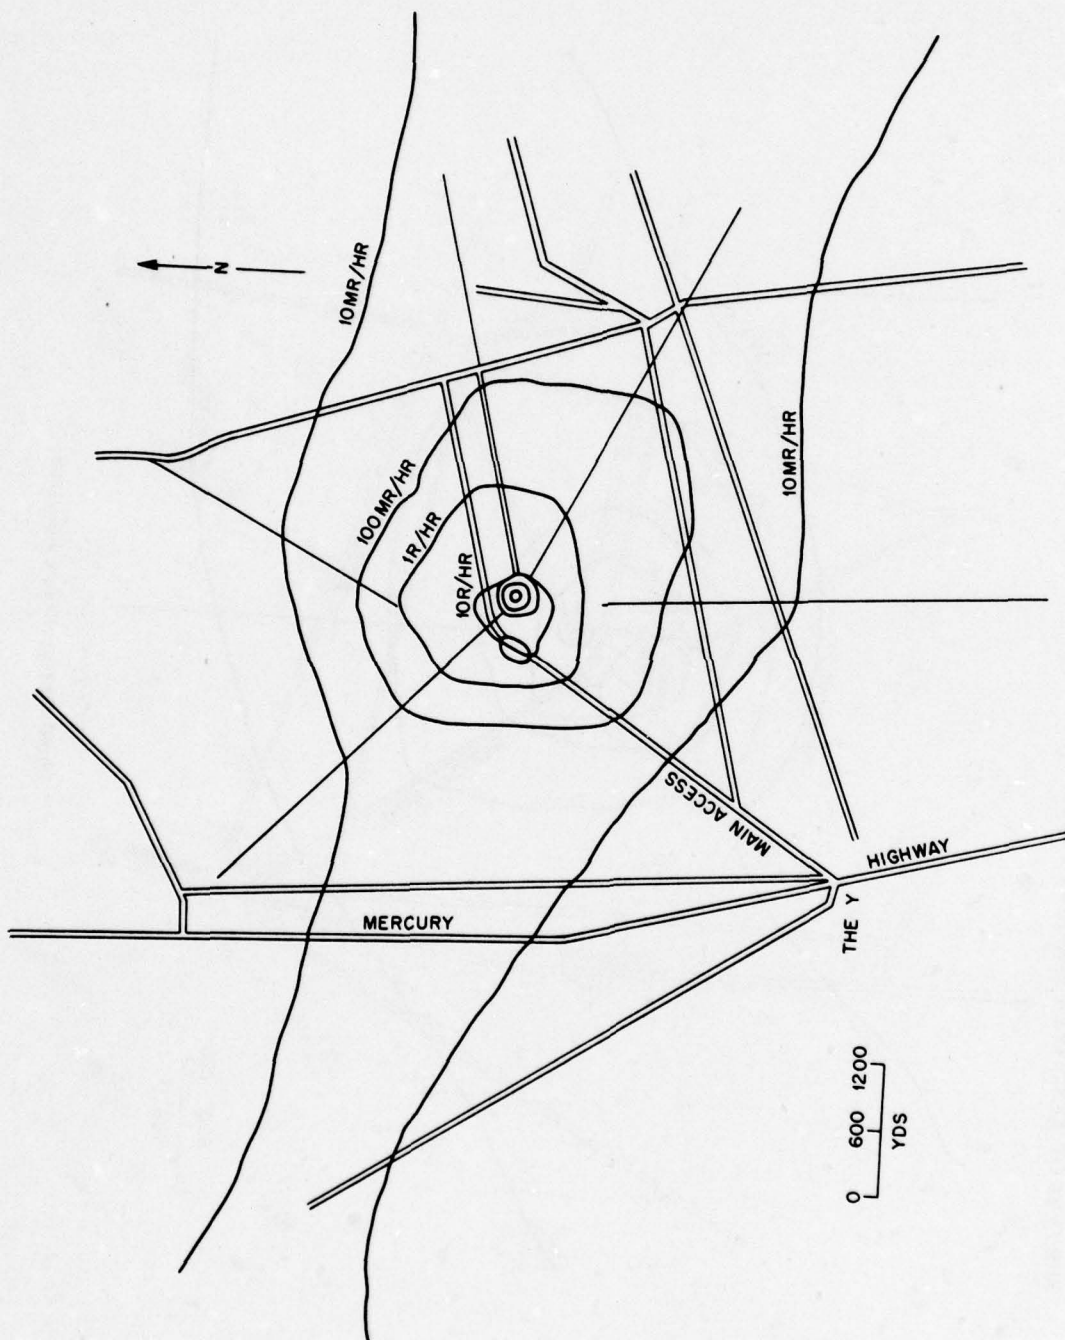 N
10MR/HR
100MR/HR
1R/HR
10R/HR
10MR/HR
MAIN ACCESS
HIGHWAY
MERCURY
THE Y
0 600 1200
YDS